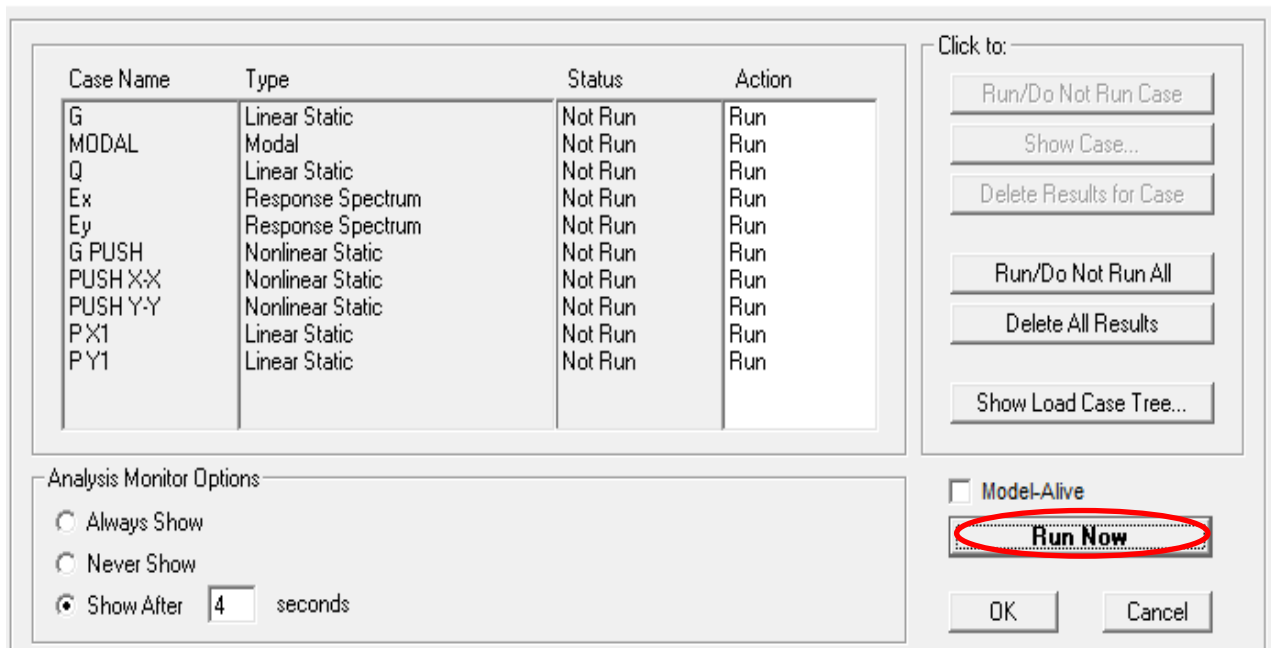 Case Name Type Status Action
G Linear Static Not Run Run
MODAL Modal Not Run Run
Q Linear Static Not Run Run
Ex Response Spectrum Not Run Run
Ey Response Spectrum Not Run Run
G PUSH Nonlinear Static Not Run Run
PUSH X-X Nonlinear Static Not Run Run
PUSH Y-Y Nonlinear Static Not Run Run
P X1 Linear Static Not Run Run
P Y1 Linear Static Not Run Run
Click to:
Run/Do Not Run Case
Show Case...
Delete Results for Case
Run/Do Not Run All
Delete All Results
Show Load Case Tree...
Analysis Monitor Options
Always Show
Never Show
Show After 4 seconds
Model-Alive
Run Now
OK Cancel